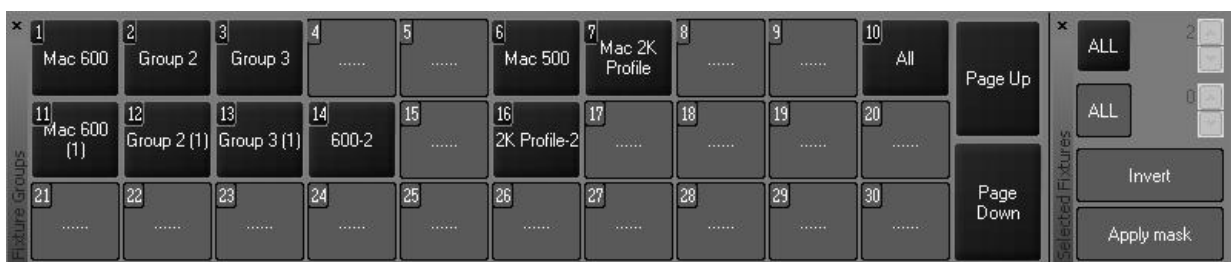 ×
1
Mac 600
2
Group 2
3
Group 3
4
......
5
......
6
Mac 500
7
Mac 2K
Profile
8
......
9
......
10
All
Page Up
11
Mac 600
(1)
12
Group 2 (1)
13
Group 3 (1)
14
600-2
15
......
16
2K Profile-2
17
......
18
......
19
......
20
......
21
......
22
......
23
......
24
......
25
......
26
......
27
......
28
......
29
......
30
......
Page
Down
Fixture Groups
×
ALL
2
ALL
0
Invert
Apply mask
Selected Fixtures